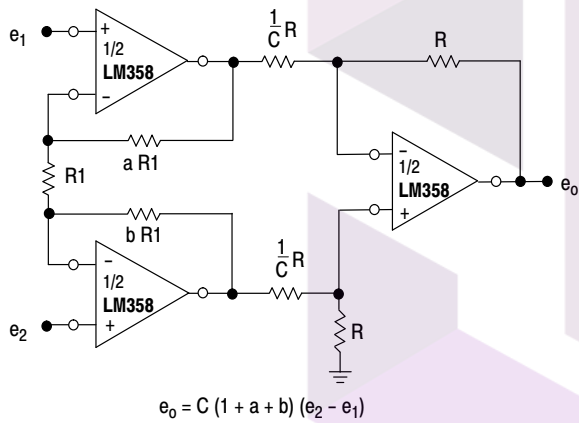 e1
+
1/2
LM358
−
1/C R
R
a R1
R1
b R1
−
1/2
LM358
+
eo
−
1/2
LM358
+
e2
1/C R
R
eo = C (1 + a + b) (e2 − e1)